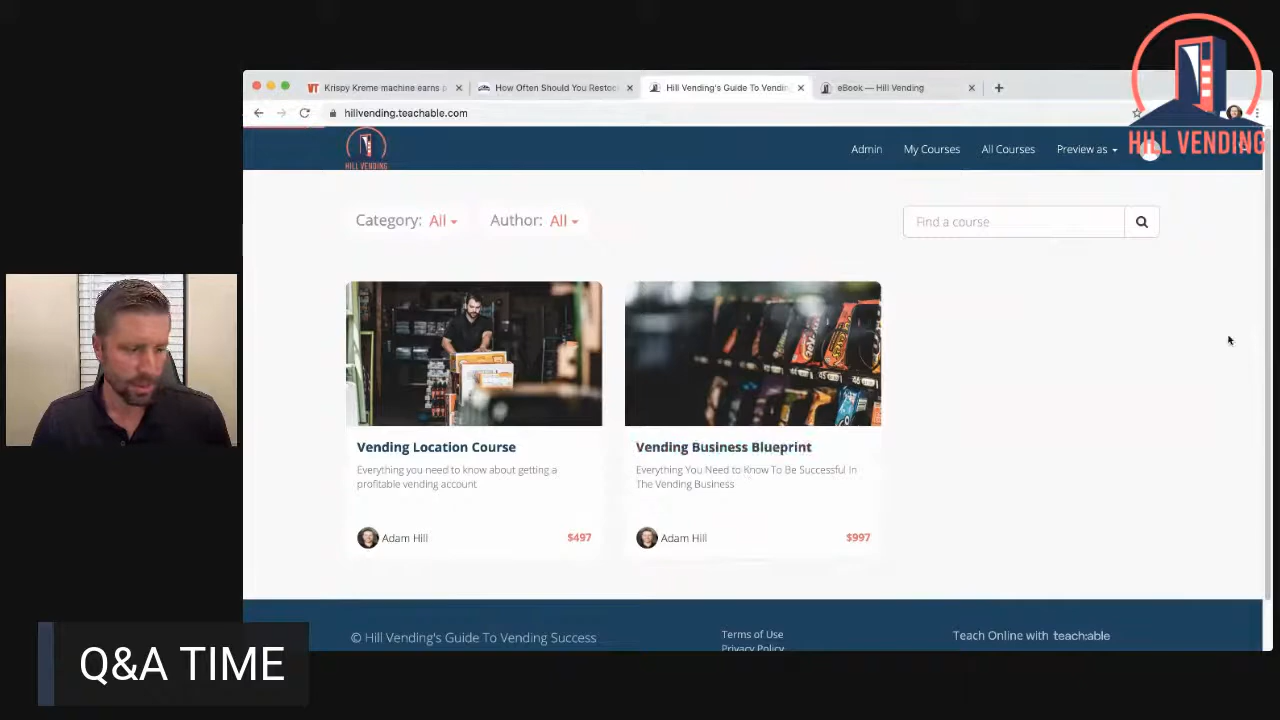 Krispy Kreme machine earns
How Often Should You Restoc
Hill Vending's Guide To Vendin
eBook — Hill Vending
hillvending.teachable.com
HILL VENDING
HILL VENDING
Admin
My Courses
All Courses
Preview as
Category: All
Author: All
Find a course
Vending Location Course
Everything you need to know about getting a
profitable vending account
Adam Hill
$497
Vending Business Blueprint
Everything You Need to Know To Be Successful In
The Vending Business
Adam Hill
$997
© Hill Vending's Guide To Vending Success
Terms of Use
Privacy Policy
Teach Online with teach:able
Q&A TIME